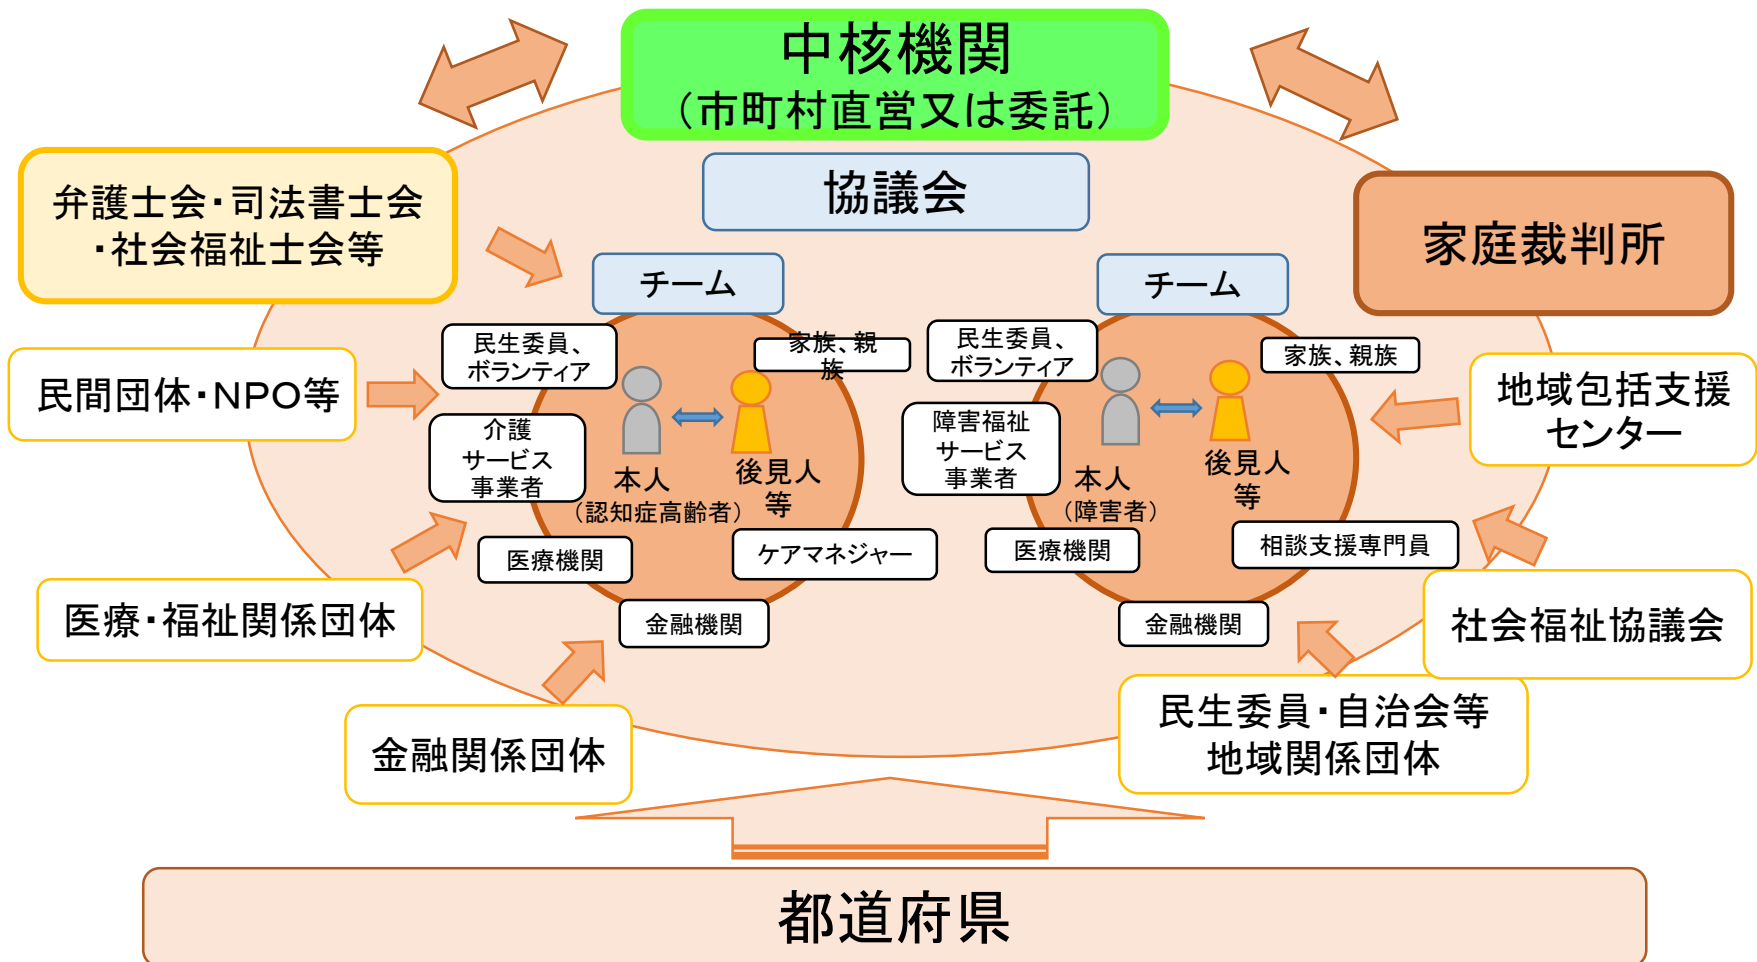 中核機関
（市町村直営又は委託）
協議会
弁護士会・司法書士会
・社会福祉士会等
家庭裁判所
チーム
民生委員、
ボランティア
家族、親
族
介護
サービス
事業者
本人
（認知症高齢者）
後見人
等
医療機関
ケアマネジャー
金融機関
チーム
民生委員、
ボランティア
家族、親族
障害福祉
サービス
事業者
本人
（障害者）
後見人
等
医療機関
相談支援専門員
金融機関
民間団体・NPO等
地域包括支援
センター
医療・福祉関係団体
社会福祉協議会
金融関係団体
民生委員・自治会等
地域関係団体
都道府県